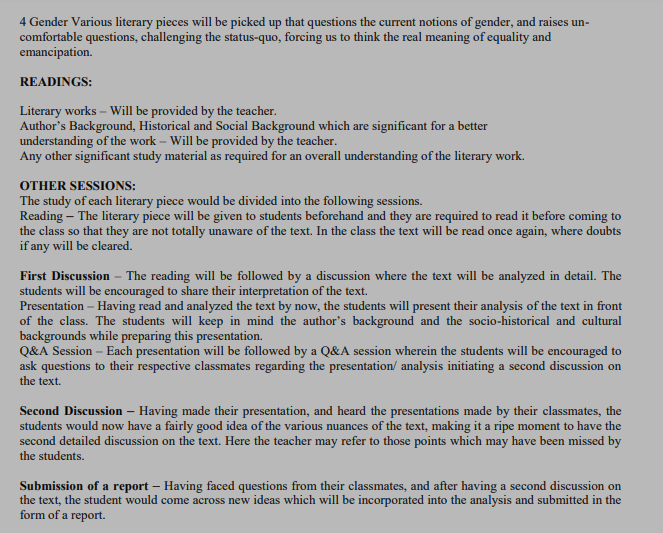 4 Gender Various literary pieces will be picked up that questions the current notions of gender, and raises un-
comfortable questions, challenging the status-quo, forcing us to think the real meaning of equality and
emancipation.
READINGS:
Literary works – Will be provided by the teacher.
Author’s Background, Historical and Social Background which are significant for a better
understanding of the work – Will be provided by the teacher.
Any other significant study material as required for an overall understanding of the literary work.
OTHER SESSIONS:
The study of each literary piece would be divided into the following sessions.
Reading – The literary piece will be given to students beforehand and they are required to read it before coming to
the class so that they are not totally unaware of the text. In the class the text will be read once again, where doubts
if any will be cleared.
First Discussion – The reading will be followed by a discussion where the text will be analyzed in detail. The
students will be encouraged to share their interpretation of the text.
Presentation – Having read and analyzed the text by now, the students will present their analysis of the text in front
of the class. The students will keep in mind the author’s background and the socio-historical and cultural
backgrounds while preparing this presentation.
Q&A Session – Each presentation will be followed by a Q&A session wherein the students will be encouraged to
ask questions to their respective classmates regarding the presentation/ analysis initiating a second discussion on
the text.
Second Discussion – Having made their presentation, and heard the presentations made by their classmates, the
students would now have a fairly good idea of the various nuances of the text, making it a ripe moment to have the
second detailed discussion on the text. Here the teacher may refer to those points which may have been missed by
the students.
Submission of a report – Having faced questions from their classmates, and after having a second discussion on
the text, the student would come across new ideas which will be incorporated into the analysis and submitted in the
form of a report.